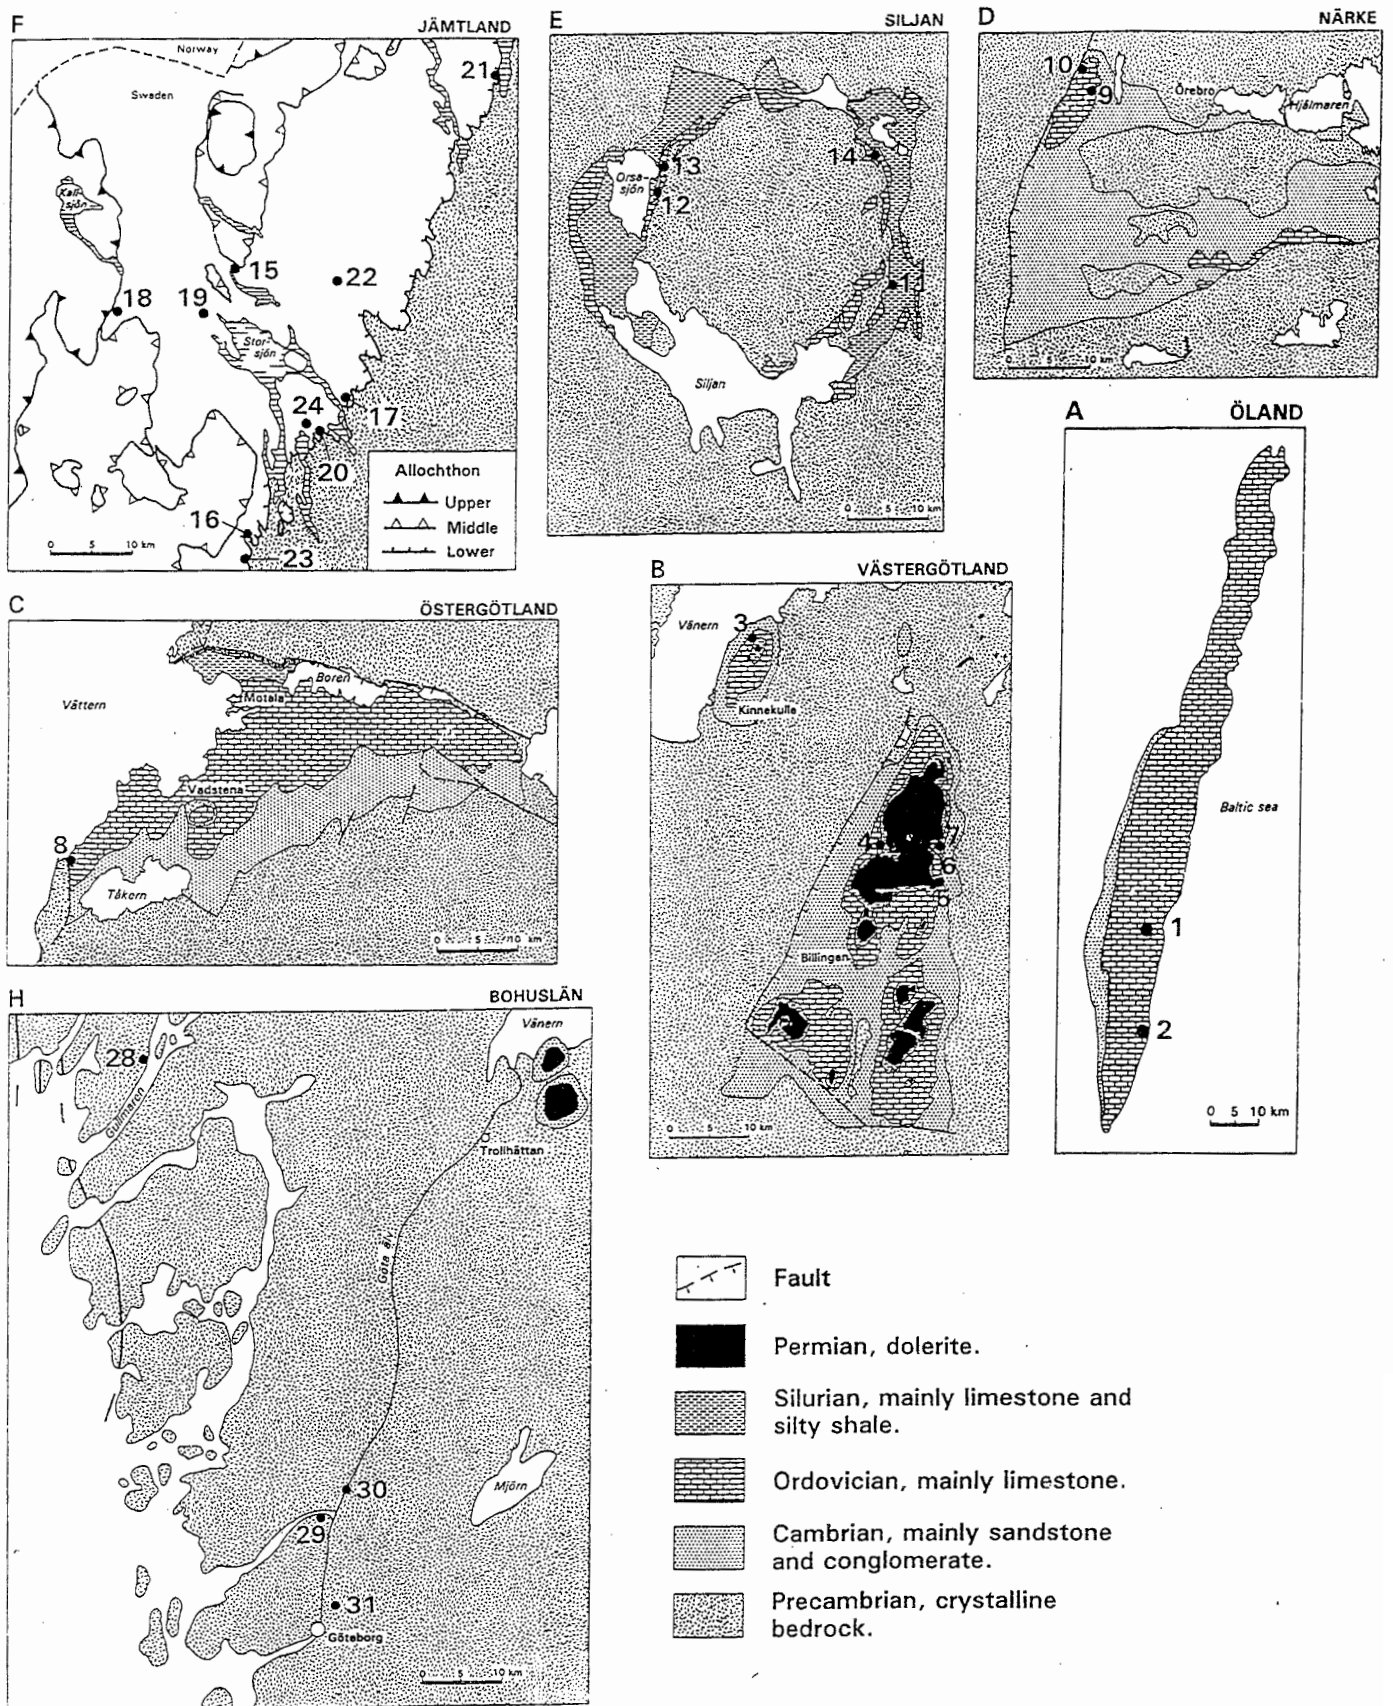 F
JÄMTLAND
Norway
Sweden
21
Kall-
sjön
15
22
18
19
Stor-
sjön
24
17
20
16
23
Allochthon
Upper
Middle
Lower
0 5 10 km
E
SILJAN
Orsa-
sjön
13
12
14
11
Siljan
0 5 10 km
D
NÄRKE
10
9
Örebro
Hjälmaren
0 5 10 km
A
ÖLAND
Baltic sea
1
2
0 5 10 km
C
ÖSTERGÖTLAND
Vättern
Motala
Boren
Vadstena
8
Tåkern
0 5 10 km
B
VÄSTERGÖTLAND
Vänern
3
Kinnekulle
4
7
6
5
Billingen
0 5 10 km
H
BOHUSLÄN
Vänern
28
Gullmaren
Trollhättan
Göta älv
30
29
Mjörn
31
Göteborg
0 5 10 km
Fault
Permian, dolerite.
Silurian, mainly limestone and
silty shale.
Ordovician, mainly limestone.
Cambrian, mainly sandstone
and conglomerate.
Precambrian, crystalline
bedrock.